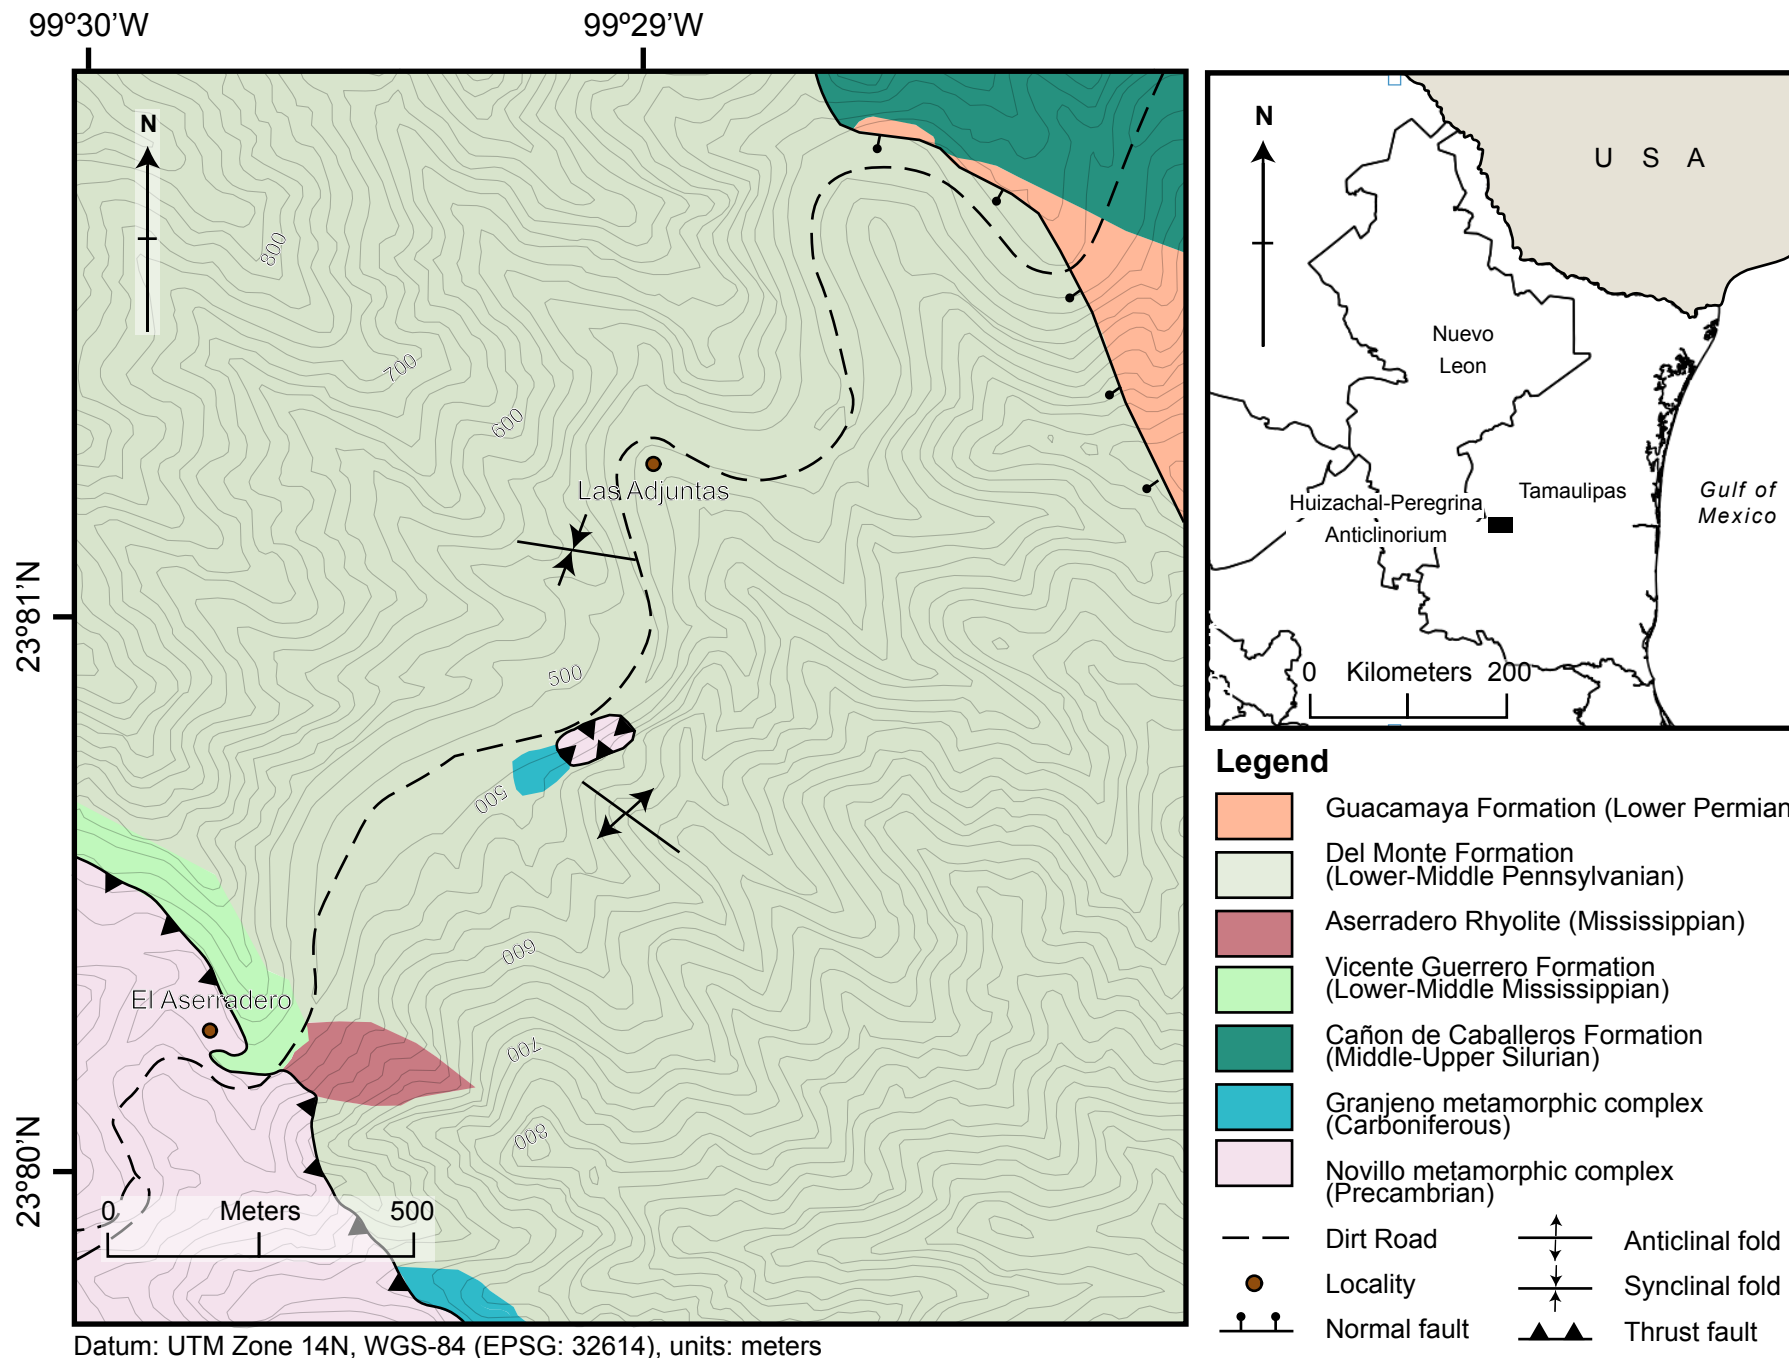 99º30’W
99º29’W
N
800
700
600
Las Adjuntas
23º81’N
500
500
600
El Aserradero
700
800
23º80’N
0 Meters 500
Datum: UTM Zone 14N, WGS-84 (EPSG: 32614), units: meters
N
U S A
Nuevo
Leon
Huizachal-Peregrina
Anticlinorium
Tamaulipas
Gulf of
Mexico
0 Kilometers 200
Legend
Guacamaya Formation (Lower Permian
Del Monte Formation
(Lower-Middle Pennsylvanian)
Aserradero Rhyolite (Mississippian)
Vicente Guerrero Formation
(Lower-Middle Mississippian)
Cañon de Caballeros Formation
(Middle-Upper Silurian)
Granjeno metamorphic complex
(Carboniferous)
Novillo metamorphic complex
(Precambrian)
Dirt Road
Locality
Normal fault
Anticlinal fold
Synclinal fold
Thrust fault